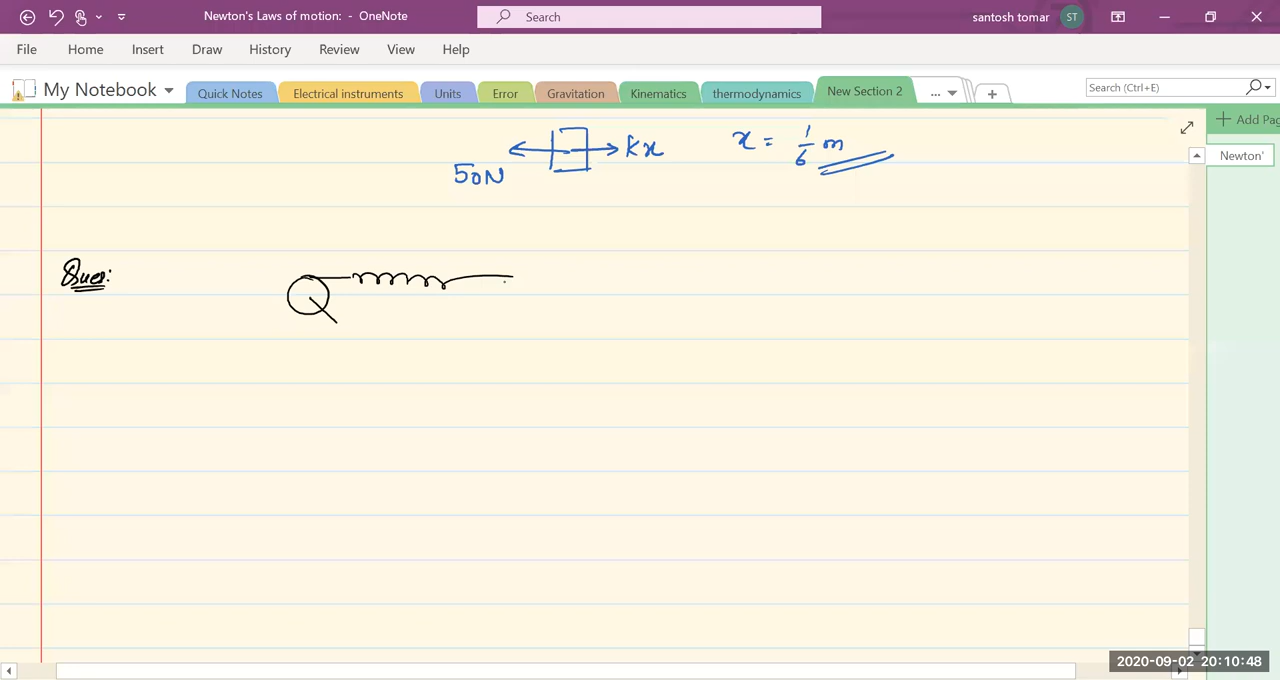 Newton's Laws of motion: - OneNote
Search
santosh tomar
ST
File Home Insert Draw History Review View Help
My Notebook
Quick Notes
Electrical instruments
Units
Error
Gravitation
Kinematics
thermodynamics
New Section 2
...
Search (Ctrl+E)
Add Pag
Newton'
50N
kx
x = 1/6 m
Ques:
2020-09-02 20:10:48